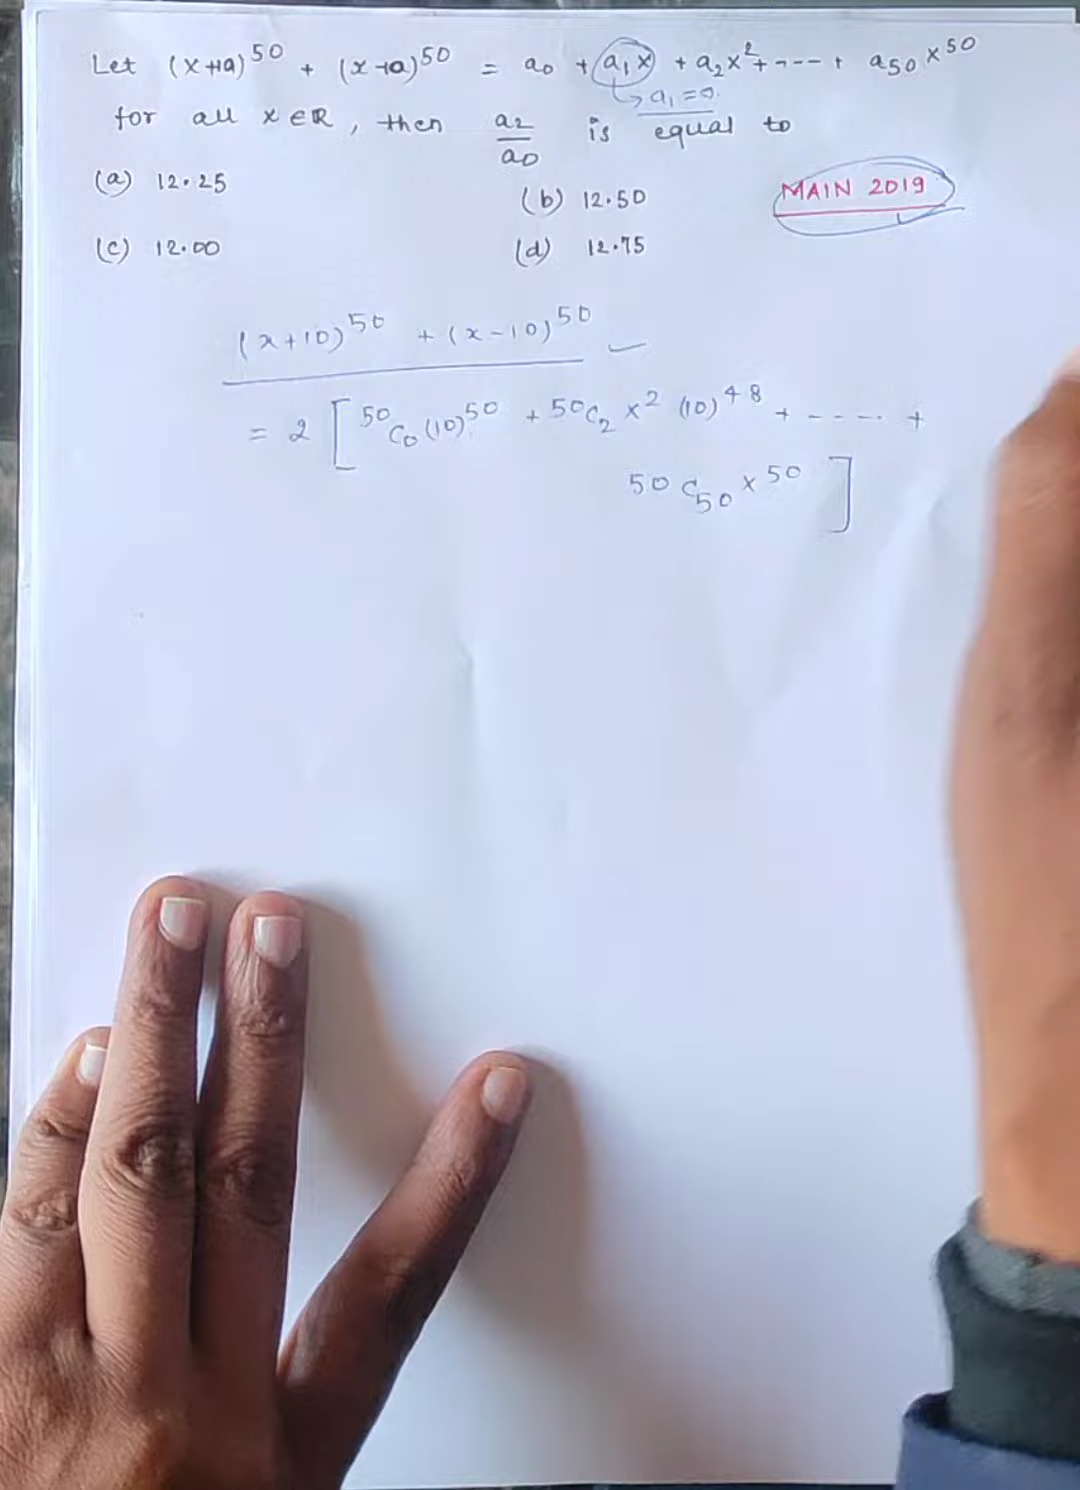 Let (x+10)^50 + (x-10)^50 = a0 + a1x + a2x^2 + ---- + a50 x^50
↳ a1 = 0.
for all x ∈ R, then a2/a0 is equal to
(a) 12.25
(b) 12.50
MAIN 2019
(c) 12.00
(d) 12.75
(x+10)^50 + (x-10)^50
= 2 [ 50C0 (10)^50 + 50C2 x^2 (10)^48 + ----- +
50C50 x^50 ]